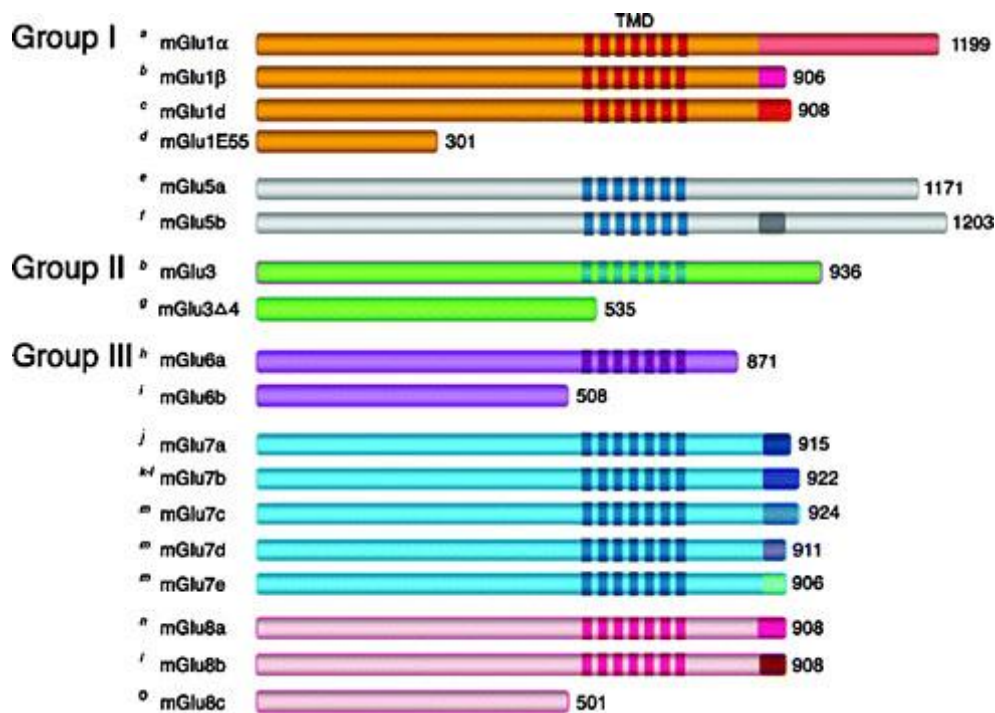 TMD
Group I a mGlu1α 1199
b mGlu1β 906
c mGlu1d 908
d mGlu1E55 301
e mGlu5a 1171
f mGlu5b 1203
Group II b mGlu3 936
g mGlu3Δ4 535
Group III h mGlu6a 871
i mGlu6b 508
j mGlu7a 915
k-l mGlu7b 922
m mGlu7c 924
m mGlu7d 911
m mGlu7e 906
n mGlu8a 908
l mGlu8b 908
o mGlu8c 501